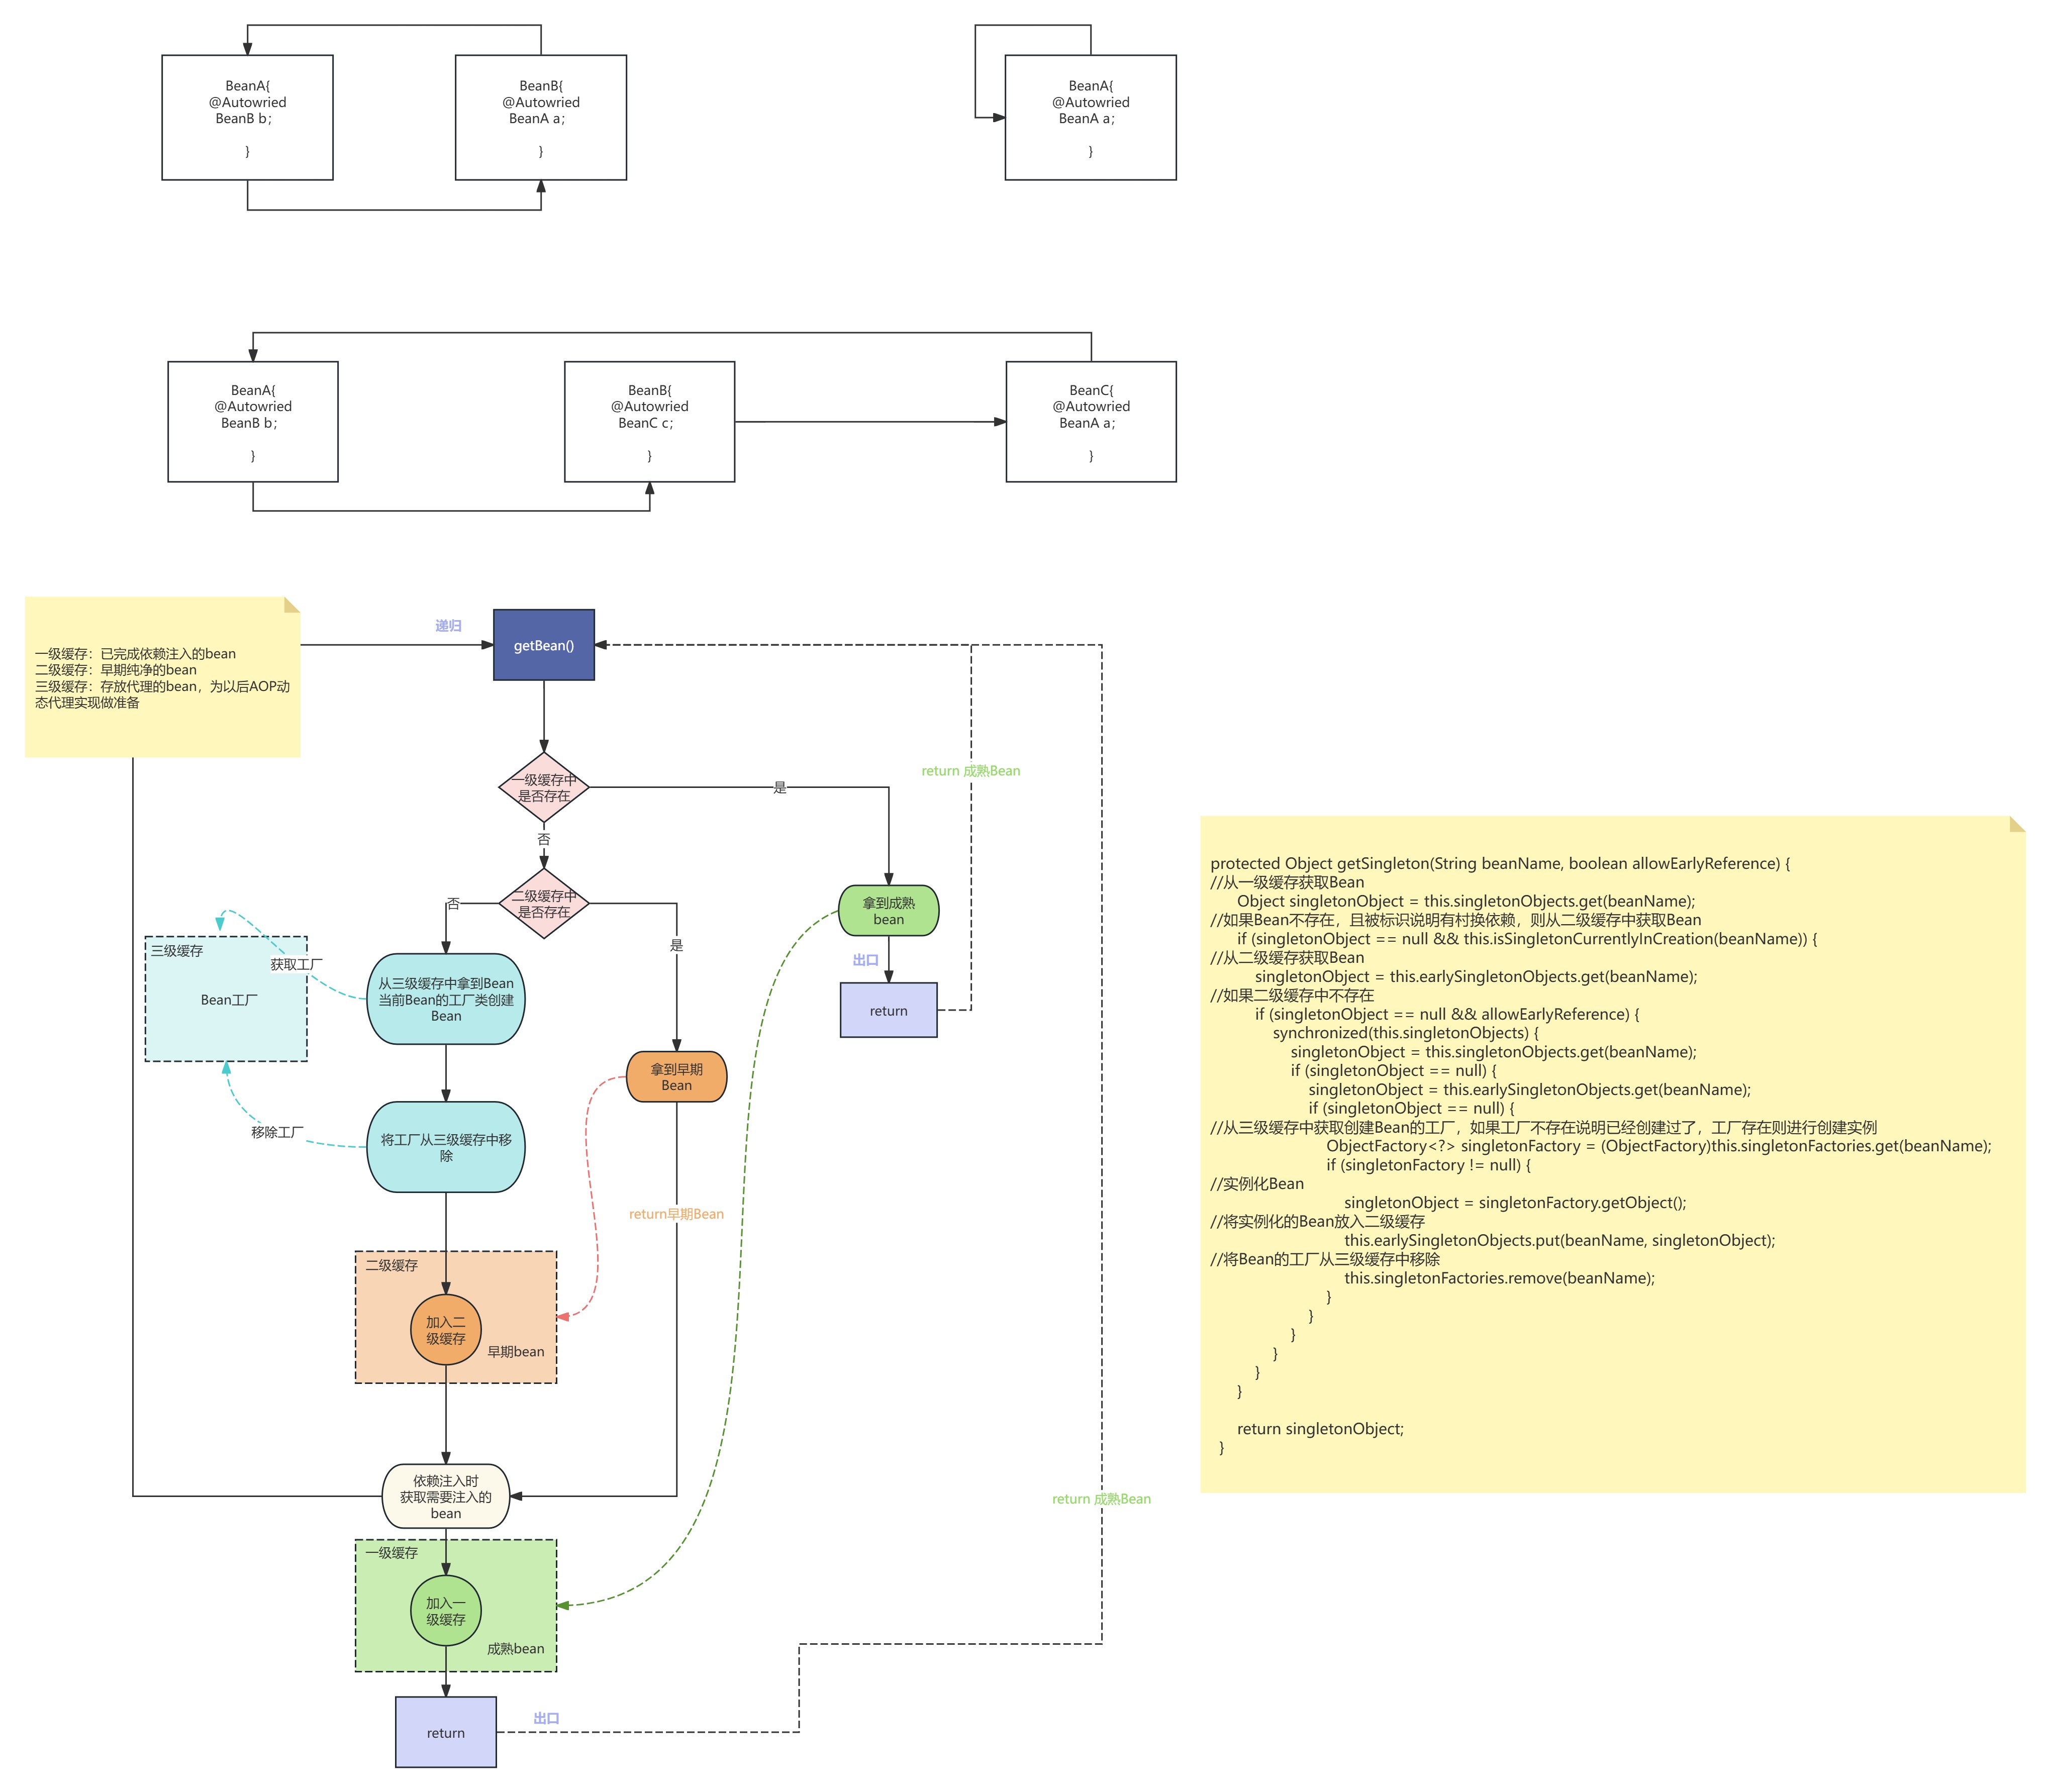 BeanA{
@Autowried
BeanB b；
}
BeanB{
@Autowried
BeanA a；
}
BeanA{
@Autowried
BeanA a；
}
BeanA{
@Autowried
BeanB b；
}
BeanB{
@Autowried
BeanC c；
}
BeanC{
@Autowried
BeanA a；
}
一级缓存：已完成依赖注入的bean
二级缓存：早期纯净的bean
三级缓存：存放代理的bean，为以后AOP动
态代理实现做准备
递归
getBean()
一级缓存中
是否存在
是
否
return 成熟Bean
二级缓存中
是否存在
否
是
拿到成熟
bean
出口
return
三级缓存
Bean工厂
获取工厂
从三级缓存中拿到Bean
当前Bean的工厂类创建
Bean
拿到早期
Bean
移除工厂
将工厂从三级缓存中移
除
return早期Bean
二级缓存
加入二
级缓存
早期bean
依赖注入时
获取需要注入的
bean
return 成熟Bean
一级缓存
加入一
级缓存
成熟bean
return
出口
protected Object getSingleton(String beanName, boolean allowEarlyReference) {
//从一级缓存获取Bean
Object singletonObject = this.singletonObjects.get(beanName);
//如果Bean不存在，且被标识说明有村换依赖，则从二级缓存中获取Bean
if (singletonObject == null && this.isSingletonCurrentlyInCreation(beanName)) {
//从二级缓存获取Bean
singletonObject = this.earlySingletonObjects.get(beanName);
//如果二级缓存中不存在
if (singletonObject == null && allowEarlyReference) {
synchronized(this.singletonObjects) {
singletonObject = this.singletonObjects.get(beanName);
if (singletonObject == null) {
singletonObject = this.earlySingletonObjects.get(beanName);
if (singletonObject == null) {
//从三级缓存中获取创建Bean的工厂，如果工厂不存在说明已经创建过了，工厂存在则进行创建实例
ObjectFactory<?> singletonFactory = (ObjectFactory)this.singletonFactories.get(beanName);
if (singletonFactory != null) {
//实例化Bean
singletonObject = singletonFactory.getObject();
//将实例化的Bean放入二级缓存
this.earlySingletonObjects.put(beanName, singletonObject);
//将Bean的工厂从三级缓存中移除
this.singletonFactories.remove(beanName);
}
}
}
}
}
}
return singletonObject;
}